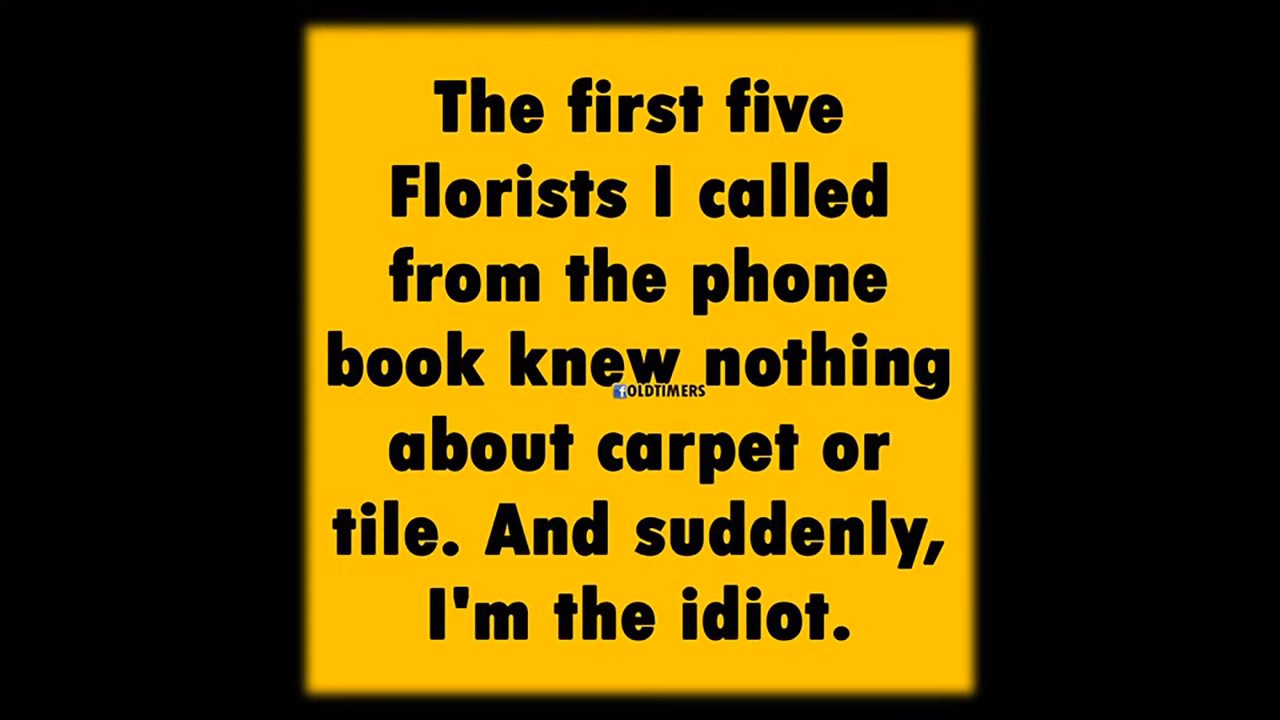 The first five
Florists I called
from the phone
book knew nothing
OLDTIMERS
about carpet or
tile. And suddenly,
I'm the idiot.